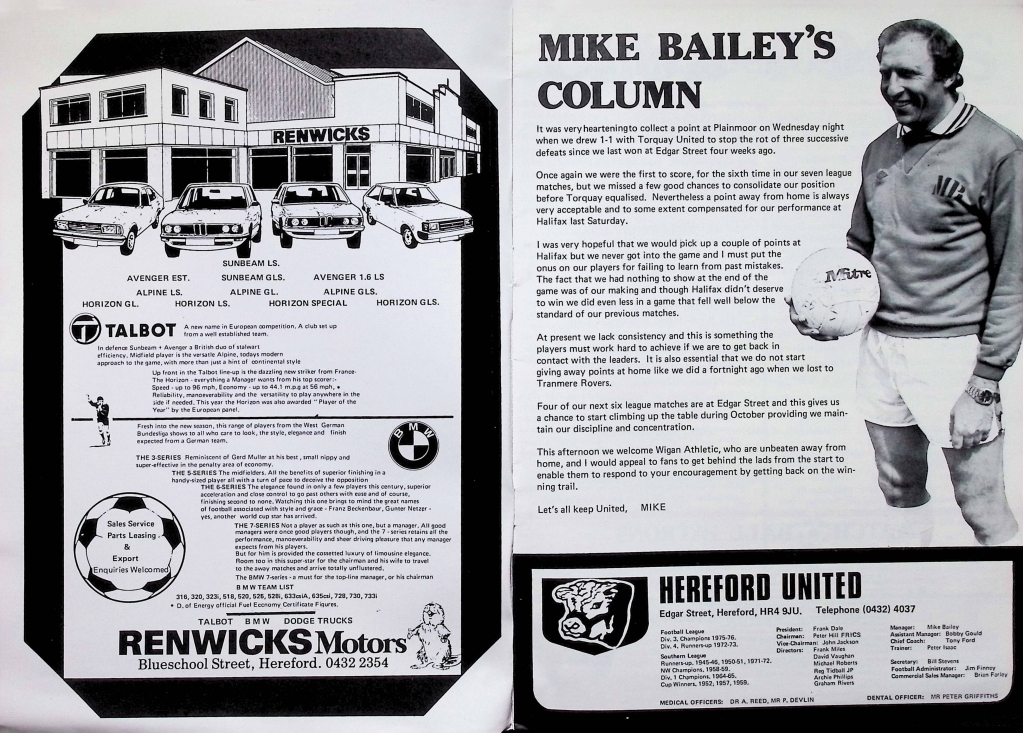 RENWICKS
SUNBEAM LS.
AVENGER EST. SUNBEAM GLS. AVENGER 1.6 LS
ALPINE LS. ALPINE GL. ALPINE GLS.
HORIZON GL. HORIZON LS. HORIZON SPECIAL HORIZON GLS.
TALBOT
A new name in European competition. A club set up
from a well established team.
In defence Sunbeam + Avenger a British duo of stalwart
efficiency. Midfield player is the versatile Alpine, todays modern
approach to the game, with more than just a hint of continental style
Up front in the Talbot line-up is the dazzling new striker from France-
The Horizon - everything a Manager wants from his top scorer:-
Speed - up to 96 mph, Economy - up to 44.1 m.p.g at 56 mph, •
Reliability, manoeverability and the versatility to play anywhere in the
side if needed. This year the Horizon was also awarded "Player of the
Year" by the European panel.
Fresh into the new season, this range of players from the West German
Bundesliga shows to all who care to look, the style, elegance and finish
expected from a German team.
BMW
THE 3-SERIES Reminiscent of Gerd Muller at his best, small nippy and
super-effective in the penalty area of economy.
THE 5-SERIES The midfielders. All the benefits of superior finishing in a
handy-sized player all with a turn of pace to deceive the opposition
THE 6-SERIES The elegance found in only a few players this century, superior
acceleration and close control to go past others with ease and of course,
finishing second to none. Watching this one brings to mind the great names
of football associated with style and grace - Franz Beckenbaur, Gunter Netzer -
yes, another world cup star has arrived.
THE 7-SERIES Not a player as such as this one, but a manager. All good
managers were once good players though, and the 7 - series retains all the
performance, manoeverability and sheer driving pleasure that any manager
expects from his players.
But for him is provided the cossetted luxury of limousine elegance.
Room too in this super-star for the chairman and his wife to travel
to the away matches and arrive totally unflustered.
The BMW 7-series - a must for the top-line manager, or his chairman
Sales Service
Parts Leasing
&
Export
Enquiries Welcomed
B M W TEAM LIST
316, 320, 323i, 518, 520, 525, 528i, 633csiA, 635csi, 728, 730, 733i
• D. of Energy official Fuel Economy Certificate Figures.
TALBOT B M W DODGE TRUCKS
RENWICKS Motors
Blueschool Street, Hereford. 0432 2354
MIKE BAILEY'S
COLUMN
It was very heartening to collect a point at Plainmoor on Wednesday night
when we drew 1-1 with Torquay United to stop the rot of three successive
defeats since we last won at Edgar Street four weeks ago.
Once again we were the first to score, for the sixth time in our seven league
matches, but we missed a few good chances to consolidate our position
before Torquay equalised. Nevertheless a point away from home is always
very acceptable and to some extent compensated for our performance at
Halifax last Saturday.
I was very hopeful that we would pick up a couple of points at
Halifax but we never got into the game and I must put the
onus on our players for failing to learn from past mistakes.
The fact that we had nothing to show at the end of the
game was of our making and though Halifax didn't deserve
to win we did even less in a game that fell well below the
standard of our previous matches.
At present we lack consistency and this is something the
players must work hard to achieve if we are to get back in
contact with the leaders. It is also essential that we do not start
giving away points at home like we did a fortnight ago when we lost to
Tranmere Rovers.
Four of our next six league matches are at Edgar Street and this gives us
a chance to start climbing up the table during October providing we main-
tain our discipline and concentration.
This afternoon we welcome Wigan Athletic, who are unbeaten away from
home, and I would appeal to fans to get behind the lads from the start to
enable them to respond to your encouragement by getting back on the win-
ning trail.
Let's all keep United, MIKE
M.B.
Mitre
HEREFORD UNITED
Edgar Street, Hereford, HR4 9JU. Telephone (0432) 4037
Football League
Div. 3, Champions 1975-76.
Div. 4, Runners-up 1972-73.
Southern League
Runners-up. 1945-46, 1950-51, 1971-72.
NW Champions, 1958-59.
Div. 1 Champions, 1964-65.
Cup Winners, 1952, 1957, 1959.
President: Frank Dale
Chairman: Peter Hill FRICS
Vice-Chairman: John Jackson
Directors: Frank Miles
David Vaughan
Michael Roberts
Reg Tidball JP
Archie Phillips
Graham Rivers
Manager: Mike Bailey
Assistant Manager: Bobby Gould
Chief Coach: Tony Ford
Trainer: Peter Isaac
Secretary: Bill Stevens
Football Administrator: Jim Finney
Commercial Sales Manager: Brian Farley
MEDICAL OFFICERS: DR A. REED, MR P. DEVLIN
DENTAL OFFICER: MR PETER GRIFFITHS